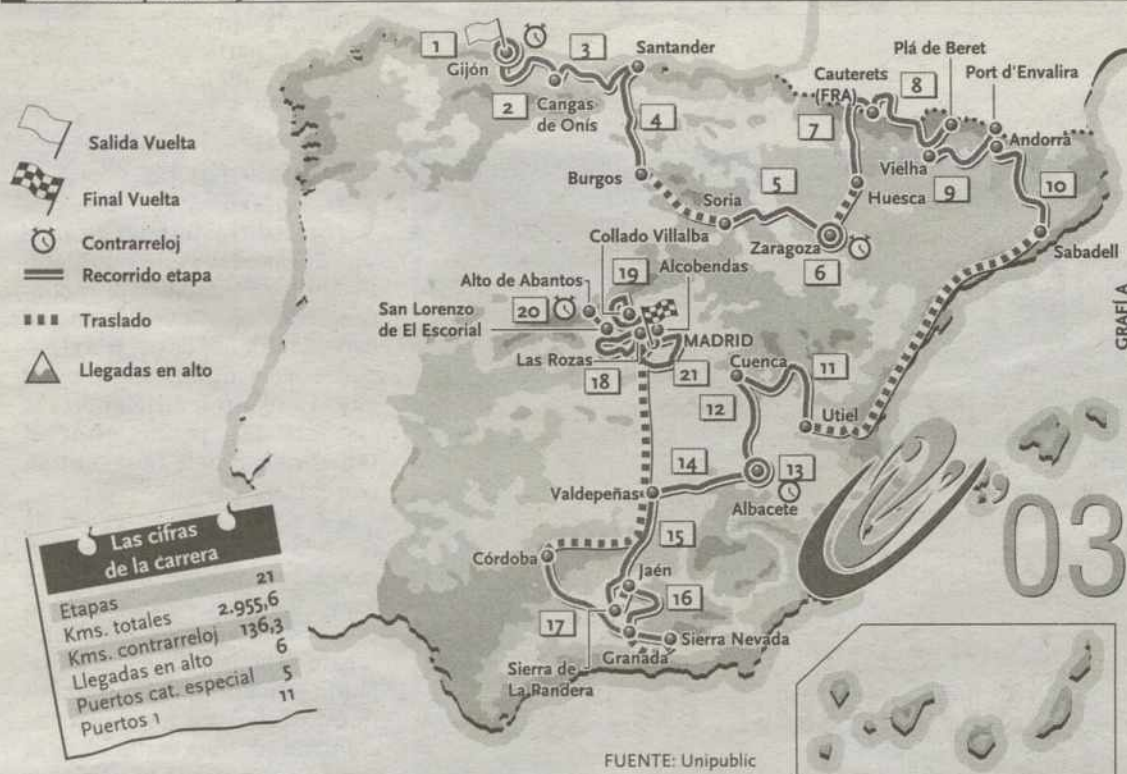 1
Gijón
2
3
Cangas
de Onís
Santander
4
Burgos
Soria
5
Zaragoza
6
Cauterets
(FRA)
7
8
Plá de Beret
Port d'Envalira
Vielha
9
Andorra
Huesca
10
Sabadell
Salida Vuelta
Final Vuelta
Contrarreloj
Recorrido etapa
Traslado
Llegadas en alto
Collado Villalba
19
Alcobendas
Alto de Abantos
20
San Lorenzo
de El Escorial
MADRID
Las Rozas
18
21
Cuenca
11
12
Utiel
14
13
Albacete
Valdepeñas
15
Córdoba
Jaén
16
17
Sierra Nevada
Granada
Sierra de
La Pandera
03
GRAFÍA
Las cifras
de la carrera
Etapas 21
Kms. totales 2.955,6
Kms. contrarreloj 136,3
Llegadas en alto 6
Puertos cat. especial 5
Puertos 1 11
FUENTE: Unipublic